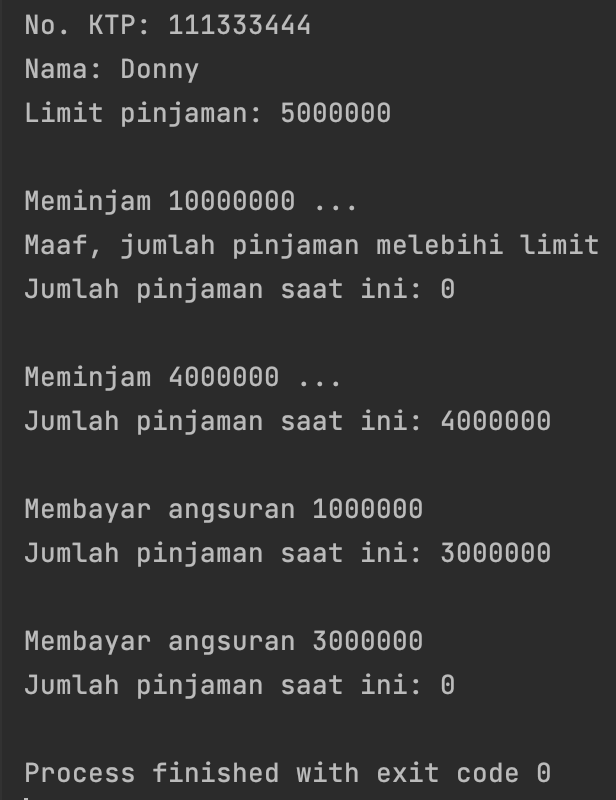 No. KTP: 111333444
Nama: Donny
Limit pinjaman: 5000000
Meminjam 10000000 ...
Maaf, jumlah pinjaman melebihi limit
Jumlah pinjaman saat ini: 0
Meminjam 4000000 ...
Jumlah pinjaman saat ini: 4000000
Membayar angsuran 1000000
Jumlah pinjaman saat ini: 3000000
Membayar angsuran 3000000
Jumlah pinjaman saat ini: 0
Process finished with exit code 0